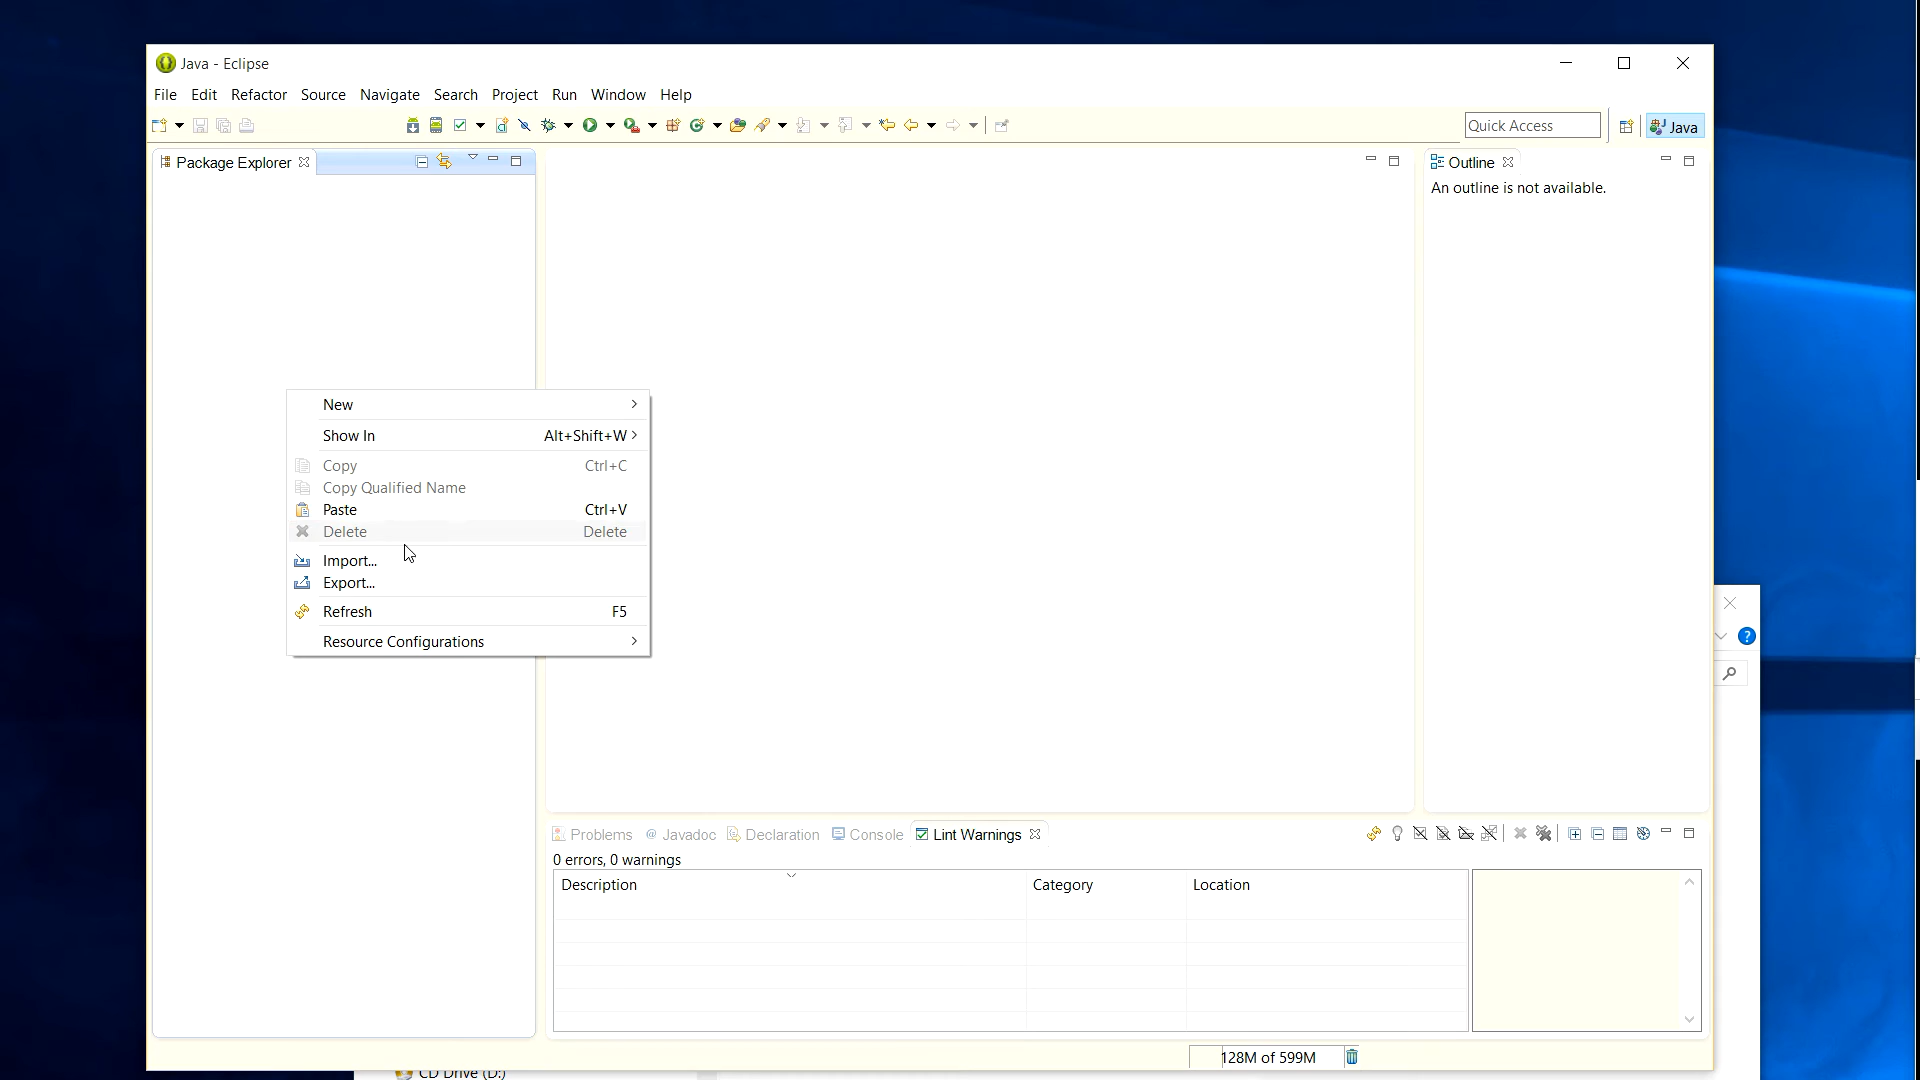 Java - Eclipse
File Edit Refactor Source Navigate Search Project Run Window Help
Quick Access
Java
Package Explorer
Outline
An outline is not available.
New
Show In Alt+Shift+W
Copy Ctrl+C
Copy Qualified Name
Paste Ctrl+V
Delete Delete
Import...
Export...
Refresh F5
Resource Configurations
Problems @ Javadoc Declaration Console Lint Warnings
0 errors, 0 warnings
Description Category Location
128M of 599M
CD Drive (D:)